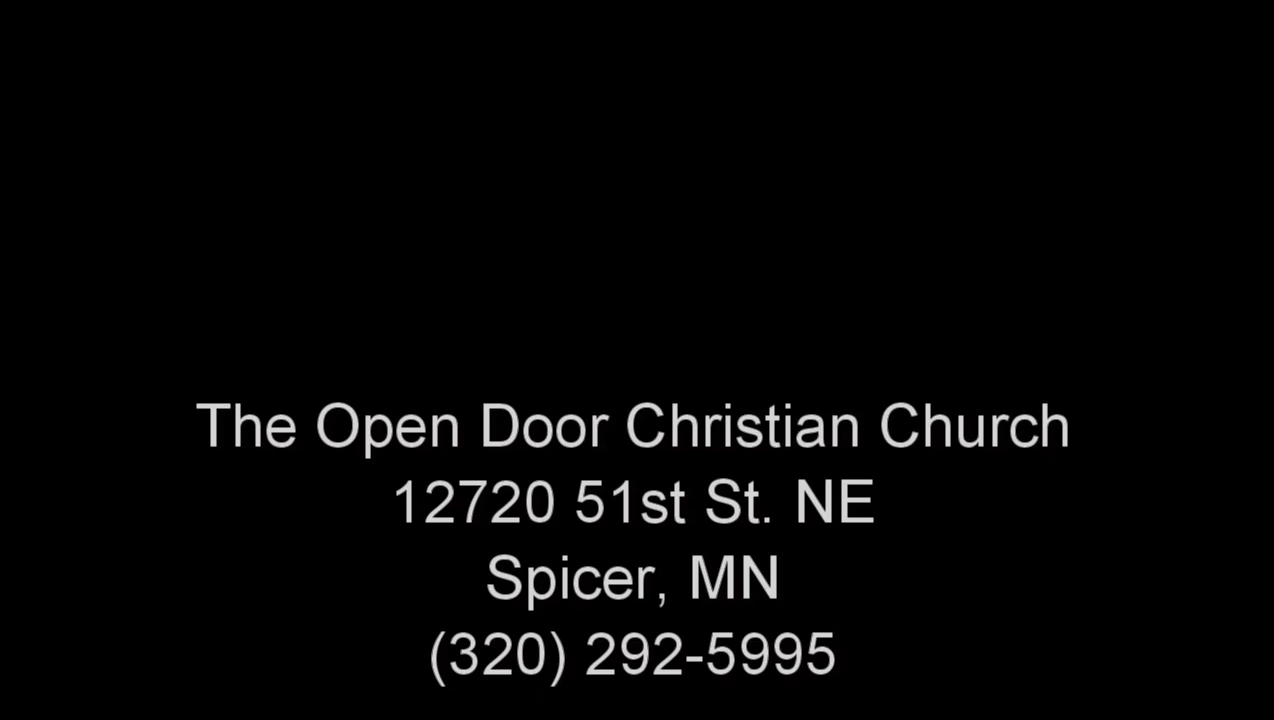 The Open Door Christian Church
12720 51st St. NE
Spicer, MN
(320) 292-5995